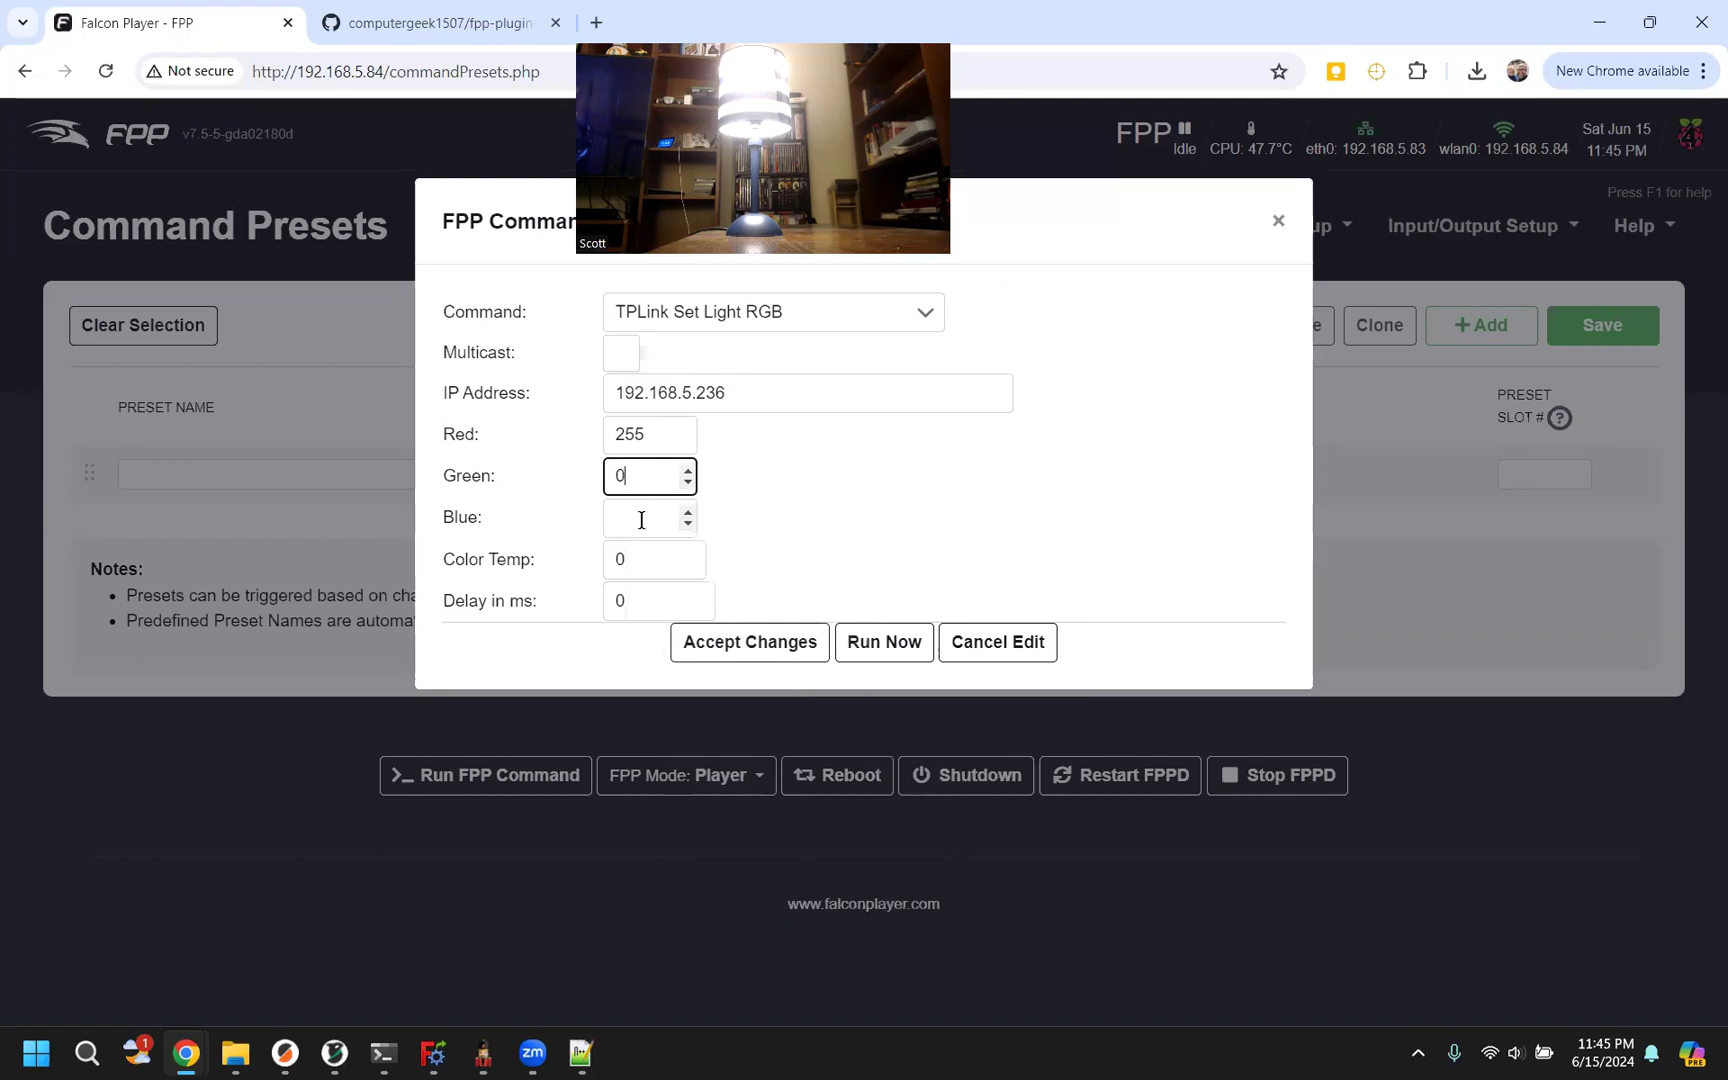 Falcon Player - FPP
computergeek1507/fpp-plugin-
Not secure
http://192.168.5.84/commandPresets.php
New Chrome available
Scott
FPP
v7.5-5-gda02180d
FPP
Idle
CPU: 47.7°C
eth0: 192.168.5.83
wlan0: 192.168.5.84
Sat Jun 15
11:45 PM
Press F1 for help
Command Presets
Input/Output Setup
Help
FPP Comman
Clear Selection
Clone
+ Add
Save
PRESET NAME
PRESET
SLOT #
Command:
TPLink Set Light RGB
Multicast:
IP Address:
192.168.5.236
Red:
255
Green:
0
Blue:
Color Temp:
0
Delay in ms:
0
Accept Changes
Run Now
Cancel Edit
Notes:
Presets can be triggered based on cha
Predefined Preset Names are automa
Run FPP Command
FPP Mode: Player
Reboot
Shutdown
Restart FPPD
Stop FPPD
www.falconplayer.com
1
zm
11:45 PM
6/15/2024
PRE